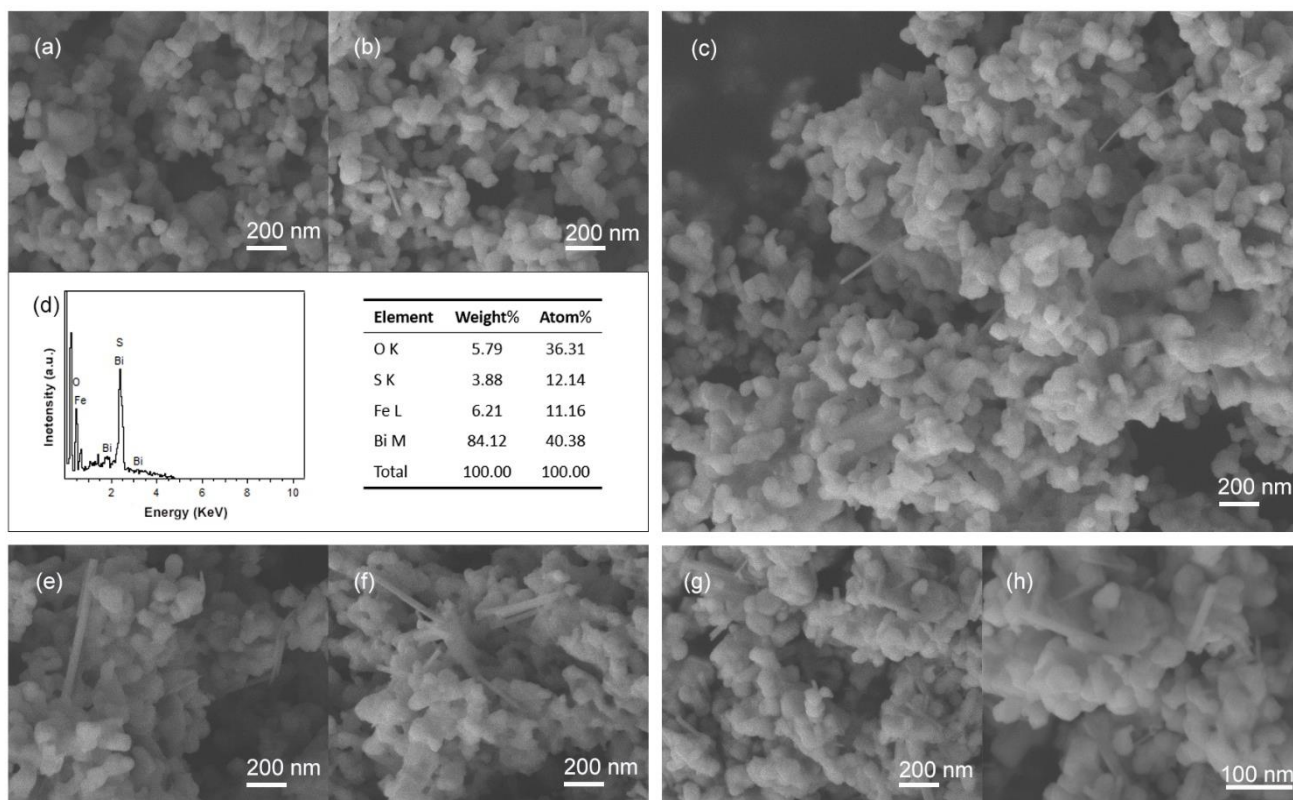 (a)
(b)
(c)
200 nm
200 nm
200 nm
(d)
Inotensity (a.u.)
O
Fe
S
Bi
Bi
Bi
2 4 6 8 10
Energy (KeV)
Element Weight% Atom%
O K 5.79 36.31
S K 3.88 12.14
Fe L 6.21 11.16
Bi M 84.12 40.38
Total 100.00 100.00
(e)
(f)
(g)
(h)
200 nm
200 nm
200 nm
100 nm